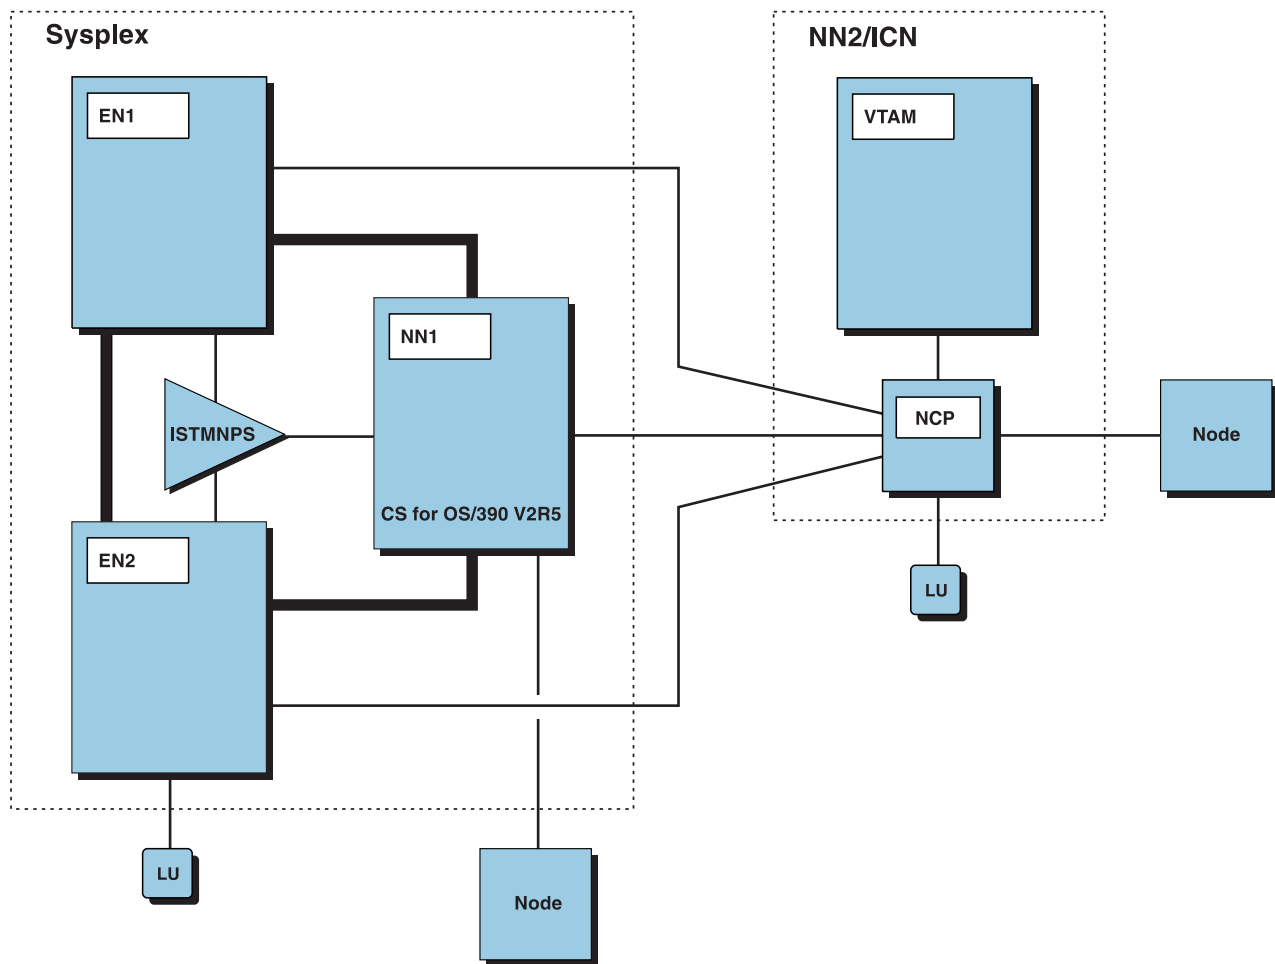 Sysplex
NN2/ICN
EN1
VTAM
NN1
NCP
ISTMNPS
Node
CS for OS/390 V2R5
EN2
LU
LU
Node